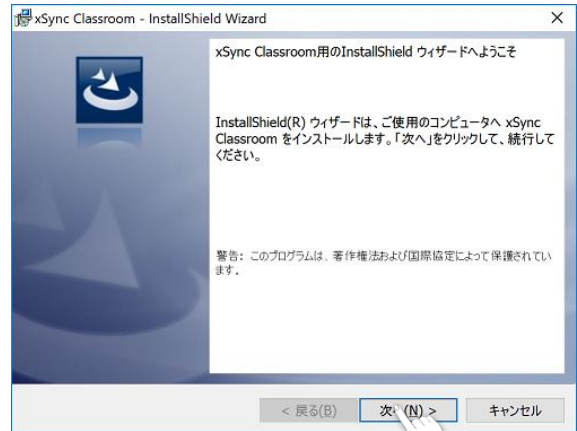 xSync Classroom - InstallShield Wizard
xSync Classroom用のInstallShield ウィザードへようこそ
InstallShield(R) ウィザードは、ご使用のコンピュータへ xSync
Classroom をインストールします。「次へ」をクリックして、続行して
ください。
警告: このプログラムは、著作権法および国際協定によって保護されてい
ます。
< 戻る(B)
次へ(N) >
キャンセル